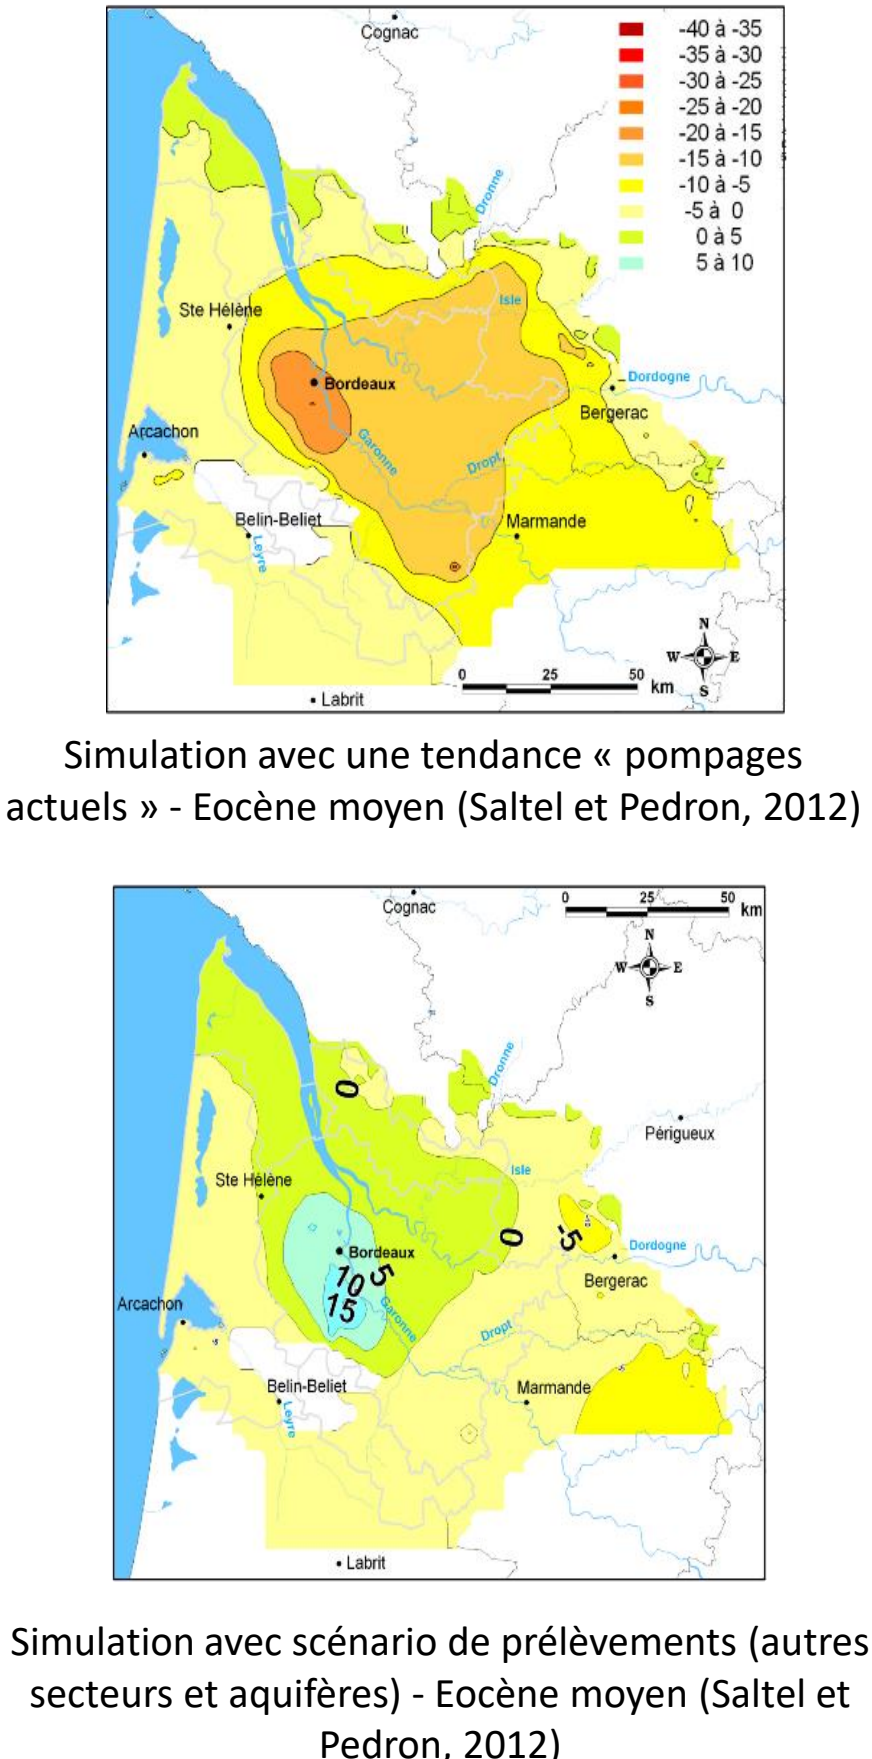 Cognac
-40 à -35
-35 à -30
-30 à -25
-25 à -20
-20 à -15
-15 à -10
-10 à -5
-5 à 0
0 à 5
5 à 10
Dronne
Isle
Ste Hélène
Bordeaux
Dordogne
Bergerac
Arcachon
Garonne
Dropt
Belin-Beliet
Marmande
Leyre
N
W E
S
0 25 50
km
Labrit
Simulation avec une tendance « pompages
actuels » - Eocène moyen (Saltel et Pedron, 2012)
Cognac
0 25 50
km
N
W E
S
Dronne
0
Périgueux
Isle
Ste Hélène
0
-5
Bordeaux
Dordogne
10
5
15
Bergerac
Arcachon
Garonne
Dropt
Belin-Beliet
Marmande
Leyre
Labrit
Simulation avec scénario de prélèvements (autres
secteurs et aquifères) - Eocène moyen (Saltel et
Pedron, 2012)